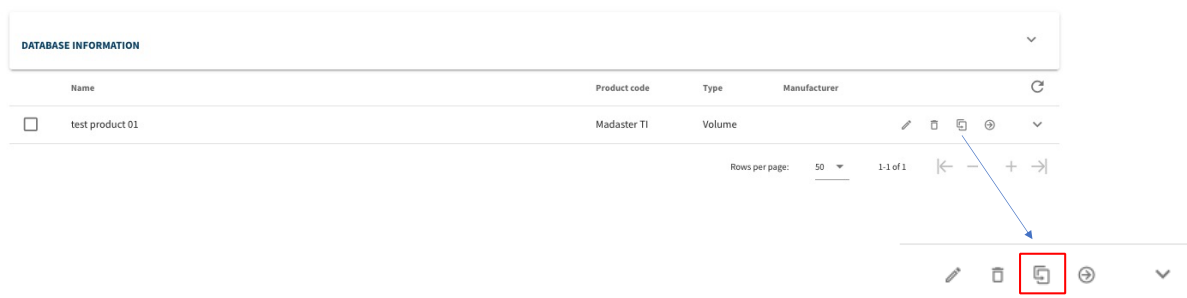 DATABASE INFORMATION
Name Product code Type Manufacturer
test product 01 Madaster TI Volume
Rows per page: 50 1-1 of 1